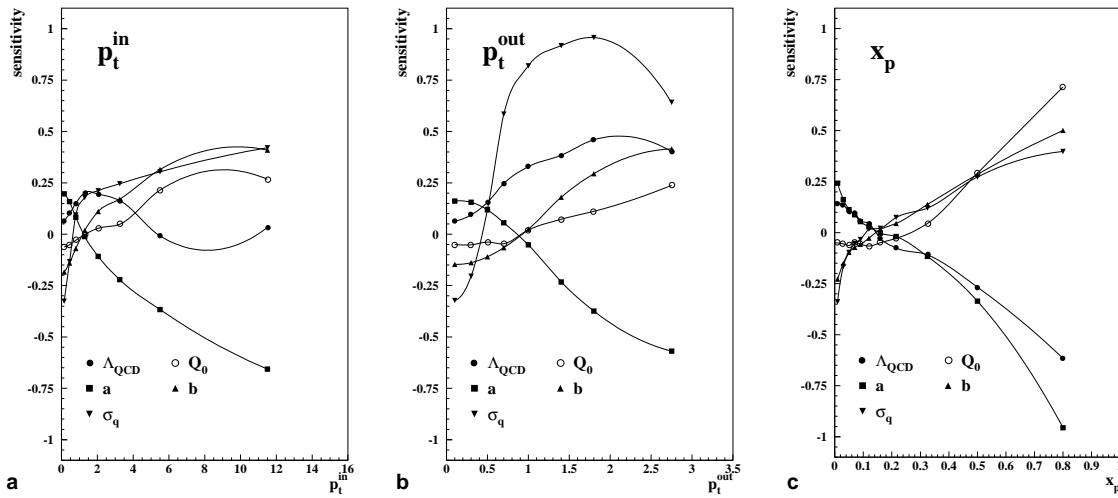 sensitivity
p_t^in
1
0.75
0.5
0.25
0
-0.25
-0.5
-0.75
-1
Λ_QCD
Q_0
a
b
σ_q
0 2 4 6 8 10 12 14 16
p_t^in
a
sensitivity
p_t^out
1
0.75
0.5
0.25
0
-0.25
-0.5
-0.75
-1
Λ_QCD
Q_0
a
b
σ_q
0 0.5 1 1.5 2 2.5 3 3.5
p_t^out
b
sensitivity
x_p
1
0.75
0.5
0.25
0
-0.25
-0.5
-0.75
-1
Λ_QCD
Q_0
a
b
σ_q
0 0.1 0.2 0.3 0.4 0.5 0.6 0.7 0.8 0.9 1
x_p
c